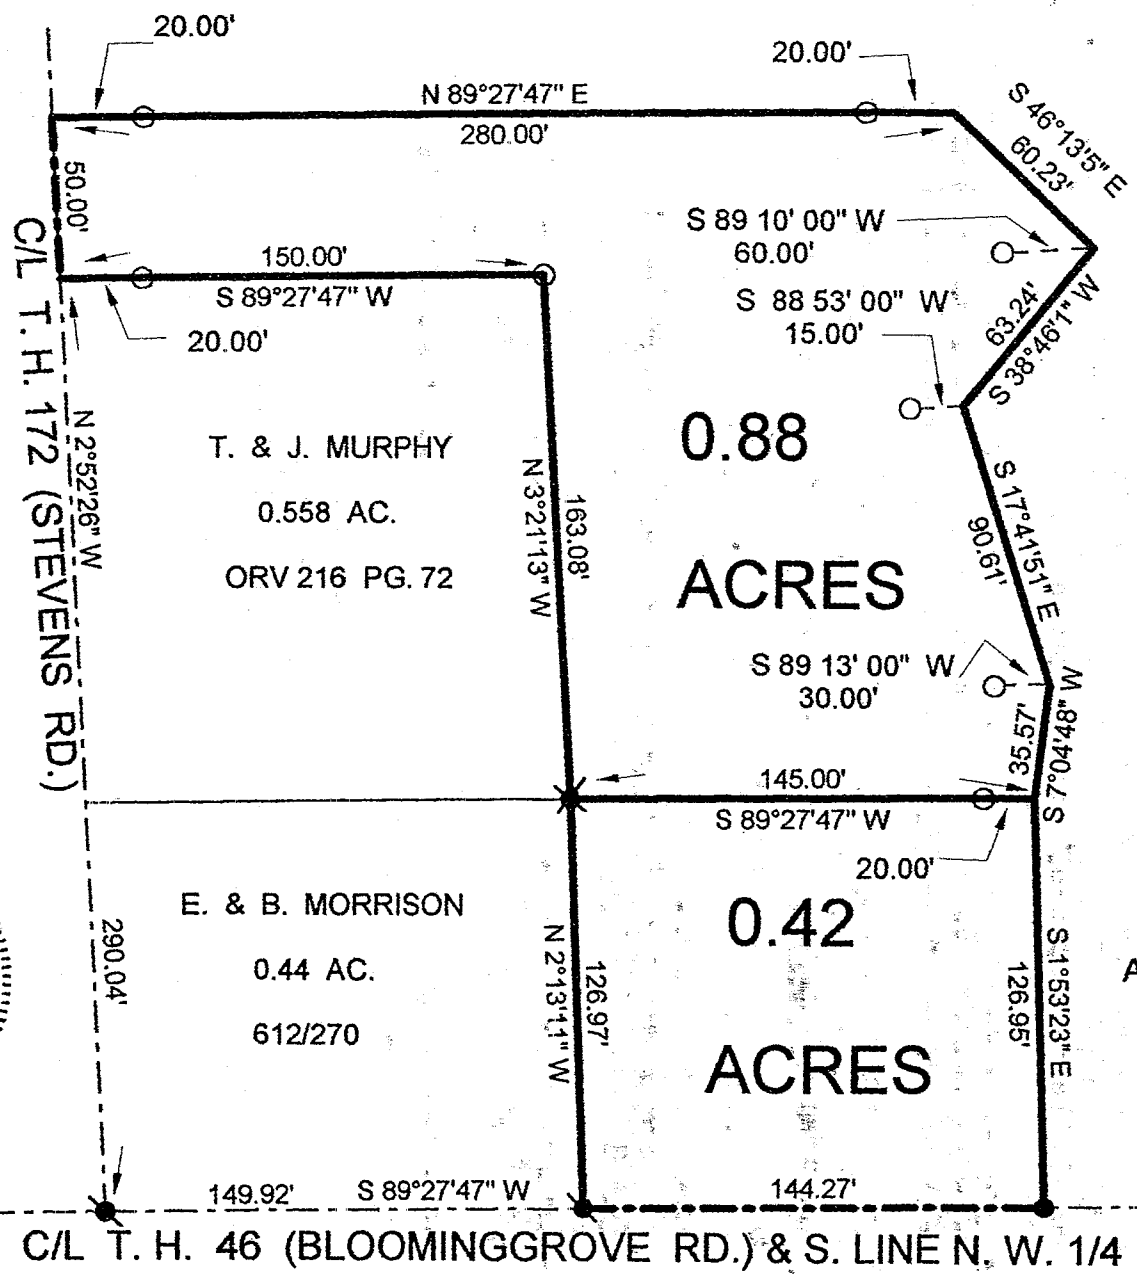 20.00'
20.00'
N 89°27'47" E
280.00'
S 46°13'5" E
60.23'
50.00'
S 89 10' 00" W
60.00'
150.00'
S 89°27'47" W
20.00'
S 88 53' 00" W
15.00'
63.24'
S 38°46'1" W
C/L T. H. 172 (STEVENS RD.)
N 2°52'26" W
T. & J. MURPHY
0.558 AC.
ORV 216 PG. 72
N 3°21'13" W
163.08'
0.88
ACRES
S 17°41'51" E
90.61'
S 89 13' 00" W
30.00'
35.57'
S 7°04'48" W
145.00'
S 89°27'47" W
20.00'
E. & B. MORRISON
0.44 AC.
612/270
290.04'
N 2°13'11" W
126.97'
0.42
ACRES
S 1°53'23" E
126.95'
A
149.92'
S 89°27'47" W
144.27'
C/L T. H. 46 (BLOOMINGGROVE RD.) & S. LINE N. W. 1/4